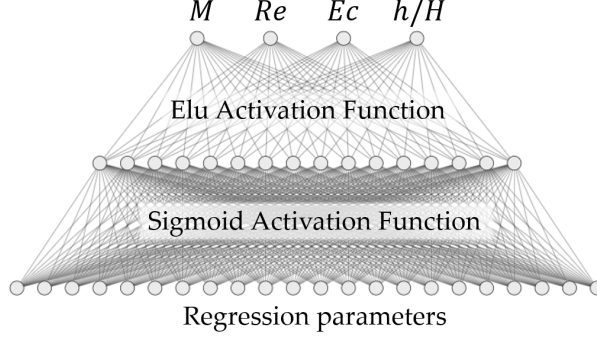 M Re Ec h/H
Elu Activation Function
Sigmoid Activation Function
Regression parameters